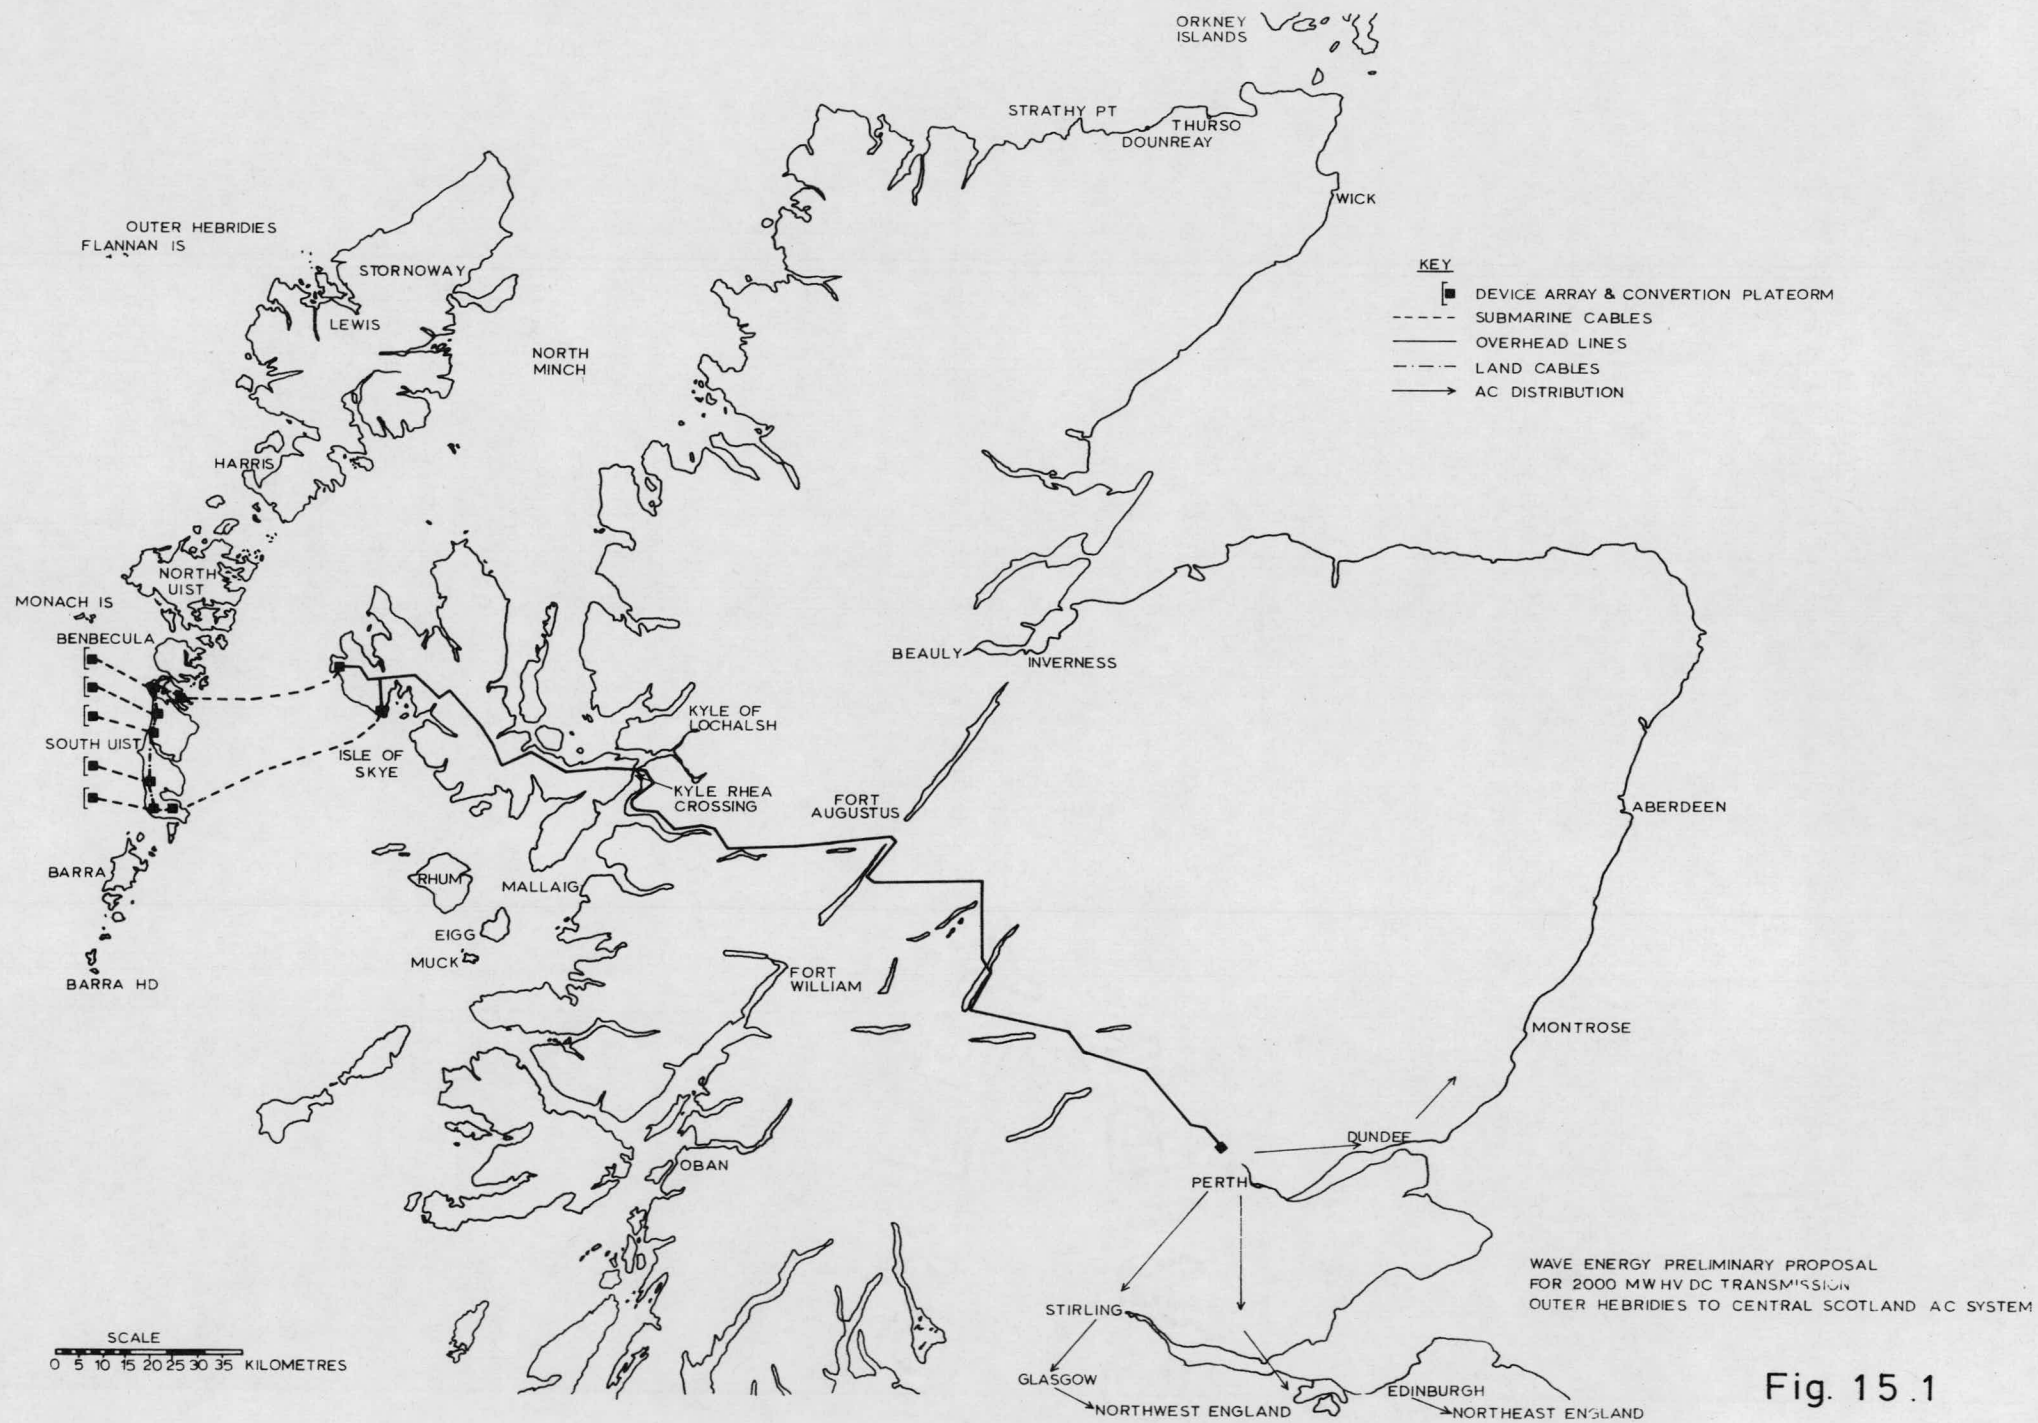 ORKNEY
ISLANDS
STRATHY PT
THURSO
DOUNREAY
WICK
OUTER HEBRIDIES
FLANNAN IS
STORNOWAY
LEWIS
NORTH
MINCH
KEY
DEVICE ARRAY & CONVERTION PLATEORM
SUBMARINE CABLES
OVERHEAD LINES
LAND CABLES
AC DISTRIBUTION
HARRIS
NORTH
UIST
MONACH IS
BENBECULA
BEAULY
INVERNESS
KYLE OF
LOCHALSH
SOUTH UIST
ISLE OF
SKYE
KYLE RHEA
CROSSING
FORT
AUGUSTUS
ABERDEEN
BARRA
RHUM
MALLAIG
EIGG
MUCK
BARRA HD
FORT
WILLIAM
MONTROSE
DUNDEE
OBAN
PERTH
STIRLING
WAVE ENERGY PRELIMINARY PROPOSAL
FOR 2000 MW HV DC TRANSMISSION
OUTER HEBRIDIES TO CENTRAL SCOTLAND AC SYSTEM
SCALE
0 5 10 15 20 25 30 35 KILOMETRES
GLASGOW
EDINBURGH
NORTHWEST ENGLAND
NORTHEAST ENGLAND
Fig. 15.1